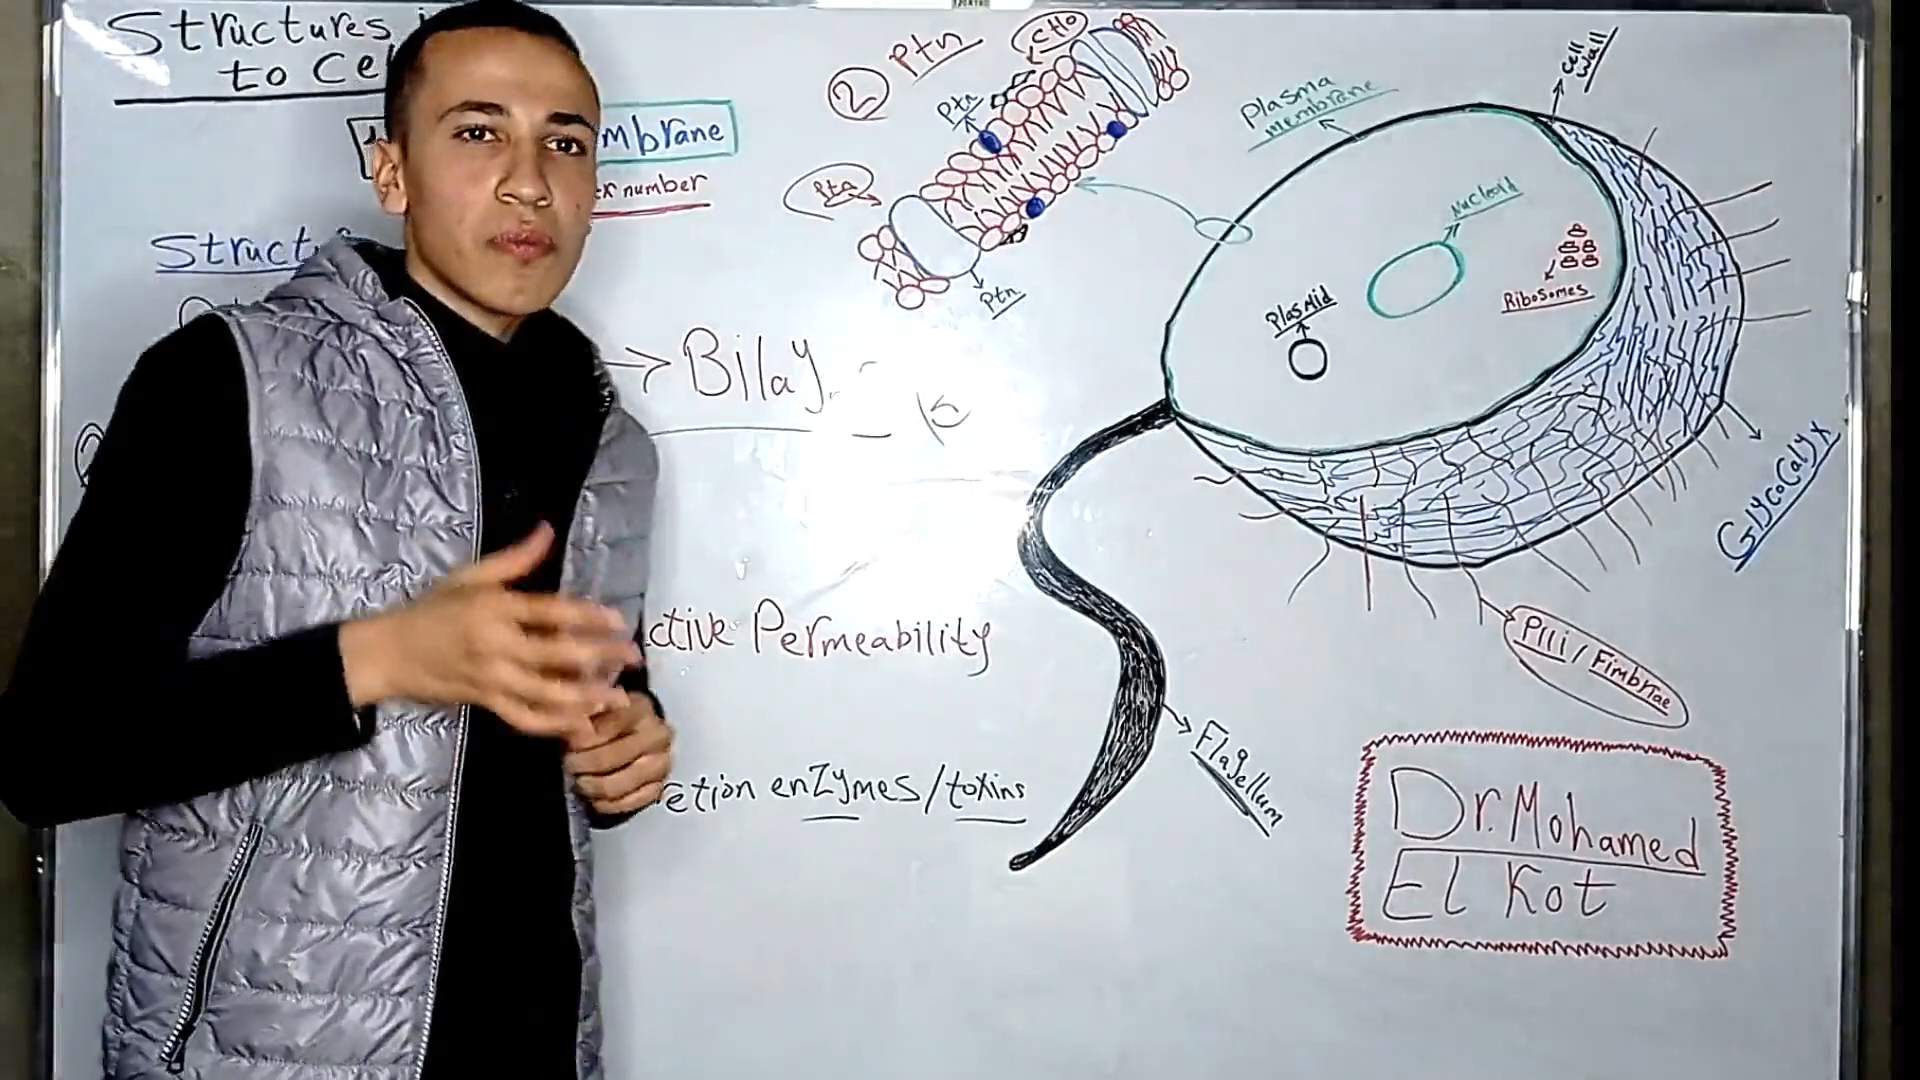 Structures
to Ce
mbrane
number
Structu
→ Bilay
ctive Permeability
etion enzymes/toxins
② Ptn
CHO
Ptn
Ptn
Ptn
Plasma
membrane
Cell
Wall
Nucleoid
Plasmid
Ribosomes
Glycocalyx
Pili/Fimbriae
Flagellum
Dr. Mohamed
El Kot